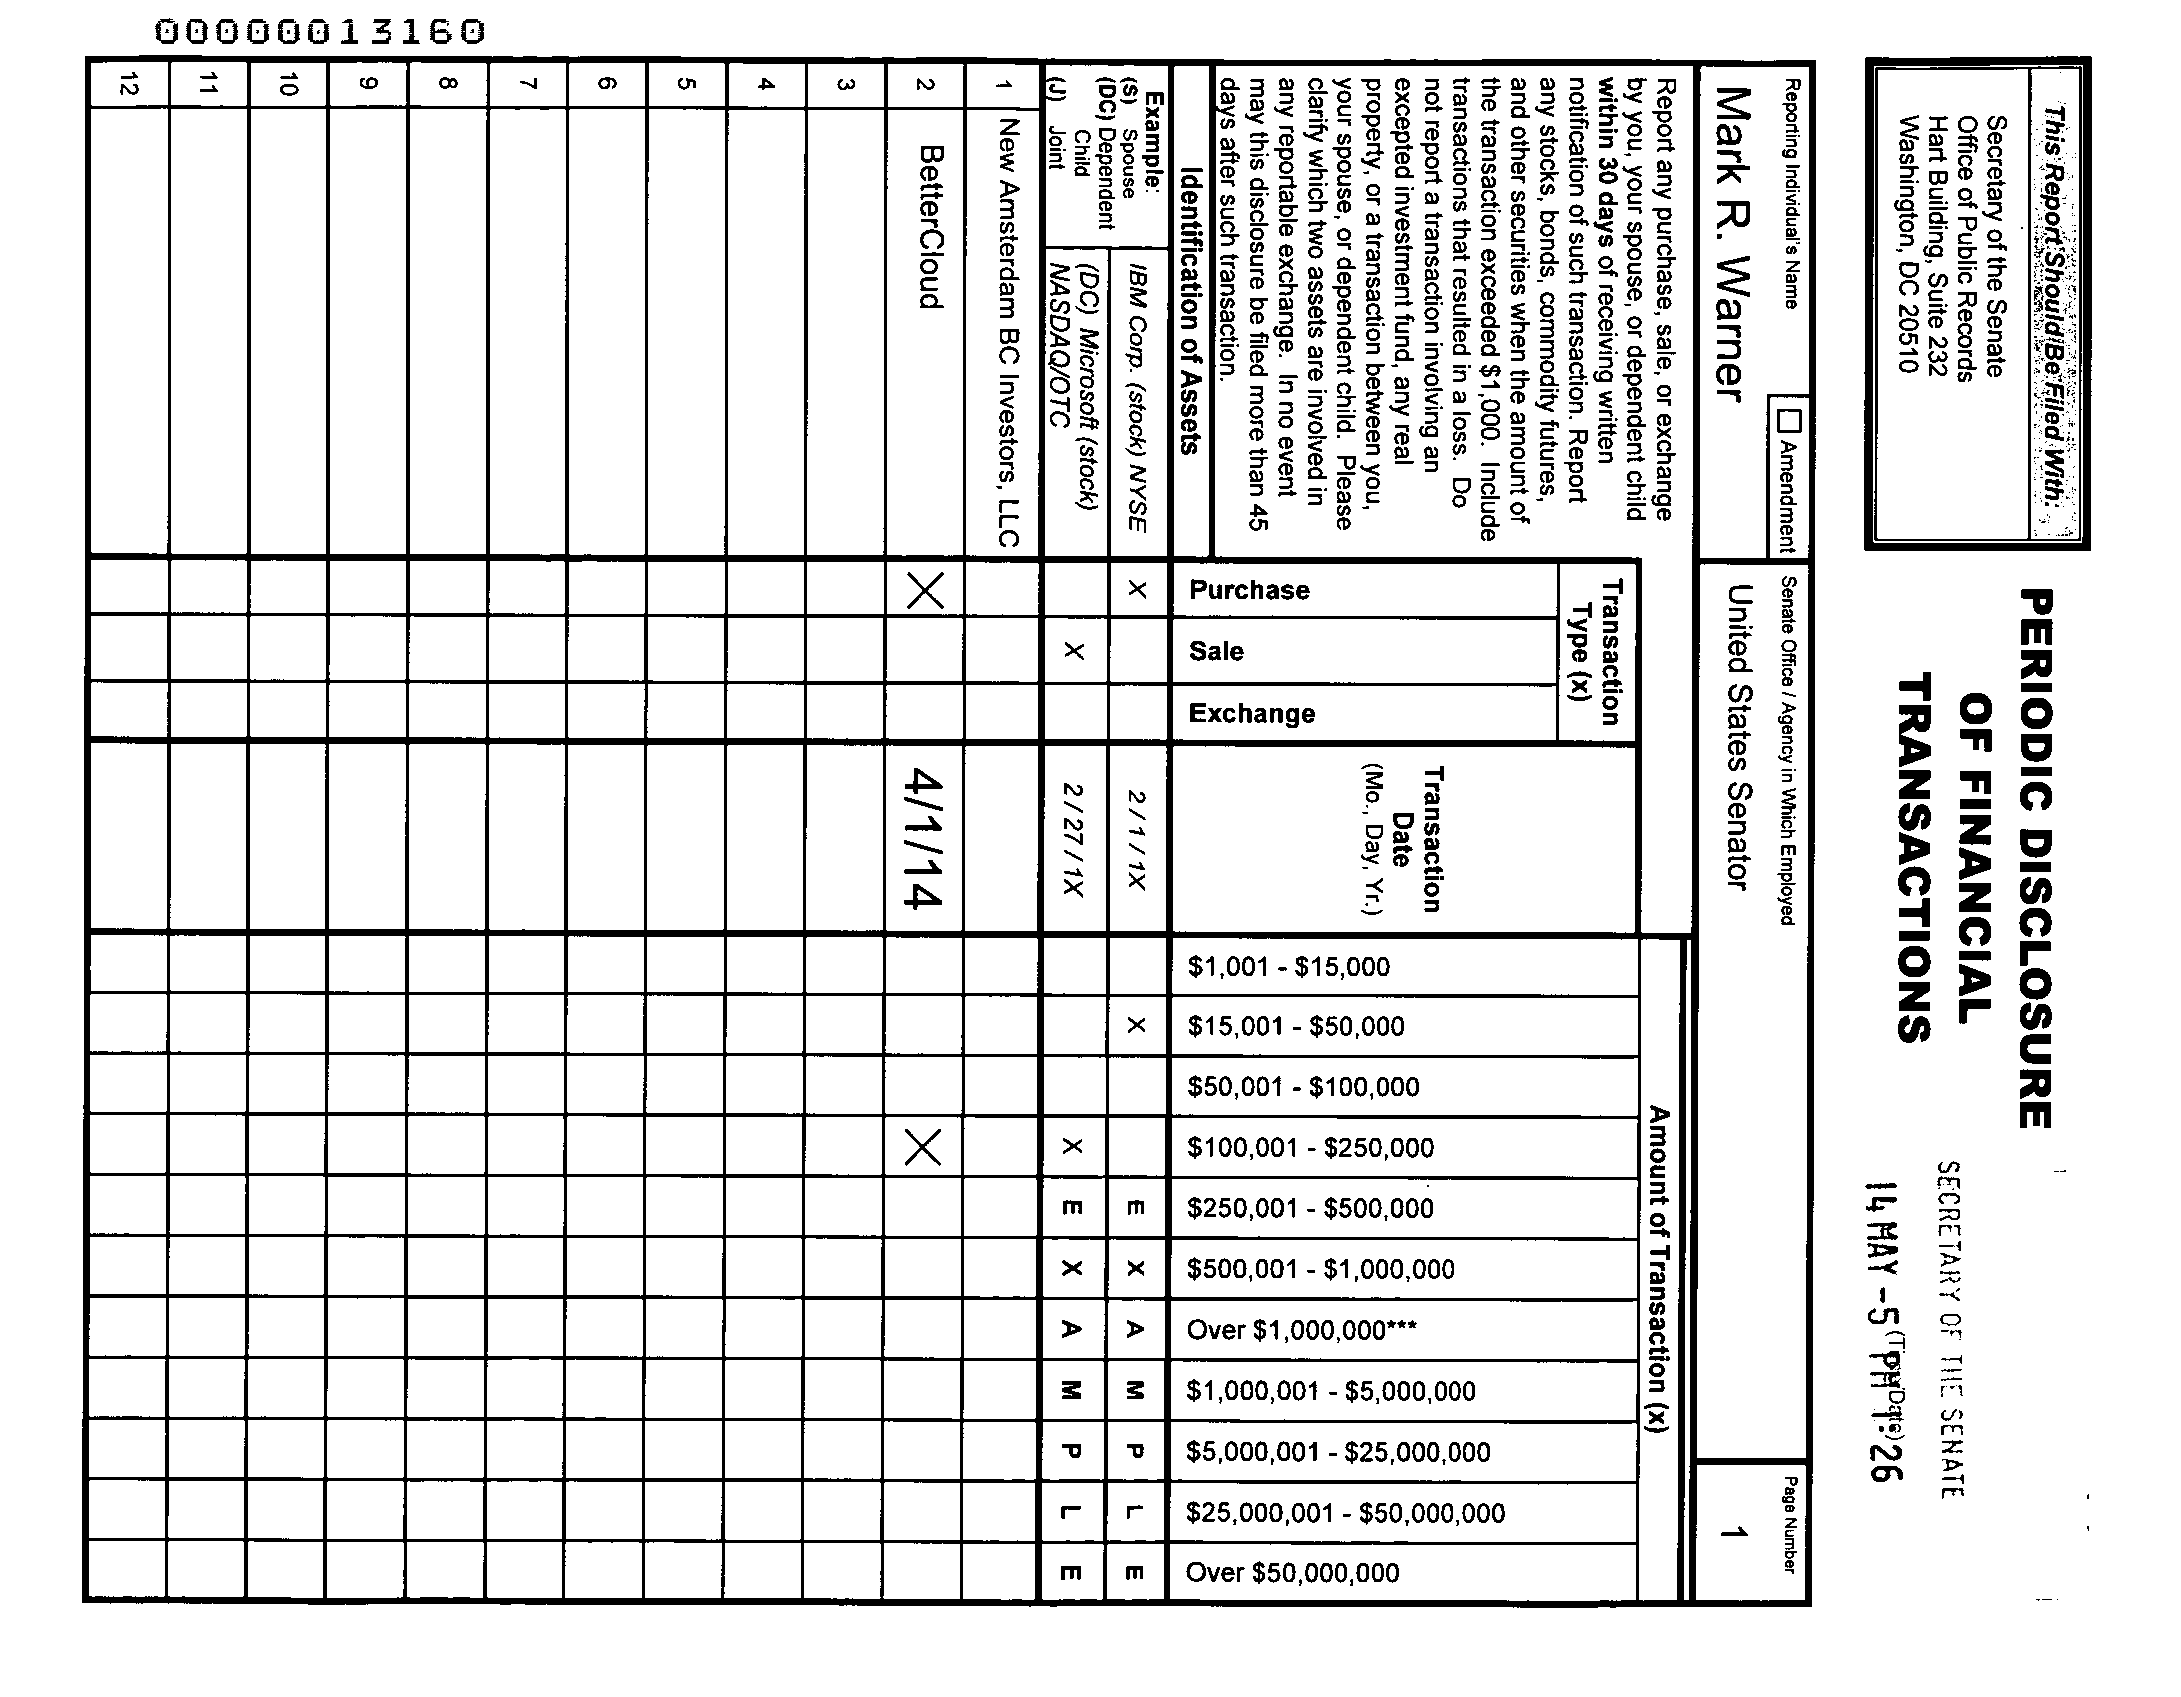 00000013160
This Report Should Be Filed With:
Secretary of the Senate
Office of Public Records
Hart Building, Suite 232
Washington, DC 20510
PERIODIC DISCLOSURE
OF FINANCIAL
TRANSACTIONS
SECRETARY OF THE SENATE
14 MAY -5 PM 1:26
Reporting Individual's Name
Amendment
Mark R. Warner
Senate Office / Agency in Which Employed
United States Senator
Page Number
1
Report any purchase, sale, or exchange
by you, your spouse, or dependent child
within 30 days of receiving written
notification of such transaction. Report
any stocks, bonds, commodity futures,
and other securities when the amount of
the transaction exceeded $1,000. Include
transactions that resulted in a loss. Do
not report a transaction involving an
excepted investment fund, any real
property, or a transaction between you,
your spouse, or dependent child. Please
clarify which two assets are involved in
any reportable exchange. In no event
may this disclosure be filed more than 45
days after such transaction.
Identification of Assets
Transaction
Type (x)
Purchase
Sale
Exchange
Transaction
Date
(Mo., Day, Yr.)
Amount of Transaction (x)
$1,001 - $15,000
$15,001 - $50,000
$50,001 - $100,000
$100,001 - $250,000
$250,001 - $500,000
$500,001 - $1,000,000
Over $1,000,000***
$1,000,001 - $5,000,000
$5,000,001 - $25,000,000
$25,000,001 - $50,000,000
Over $50,000,000
Example:
(S) Spouse
(DC) Dependent
Child
(J) Joint
IBM Corp. (stock) NYSE X 2 / 1 / 1X X E X A M P L E
(DC) Microsoft (stock)
NASDAQ/OTC X 2 / 27 / 1X X E X A M P L E
1 New Amsterdam BC Investors, LLC
2 BetterCloud X 4/1/14 X
3
4
5
6
7
8
9
10
11
12